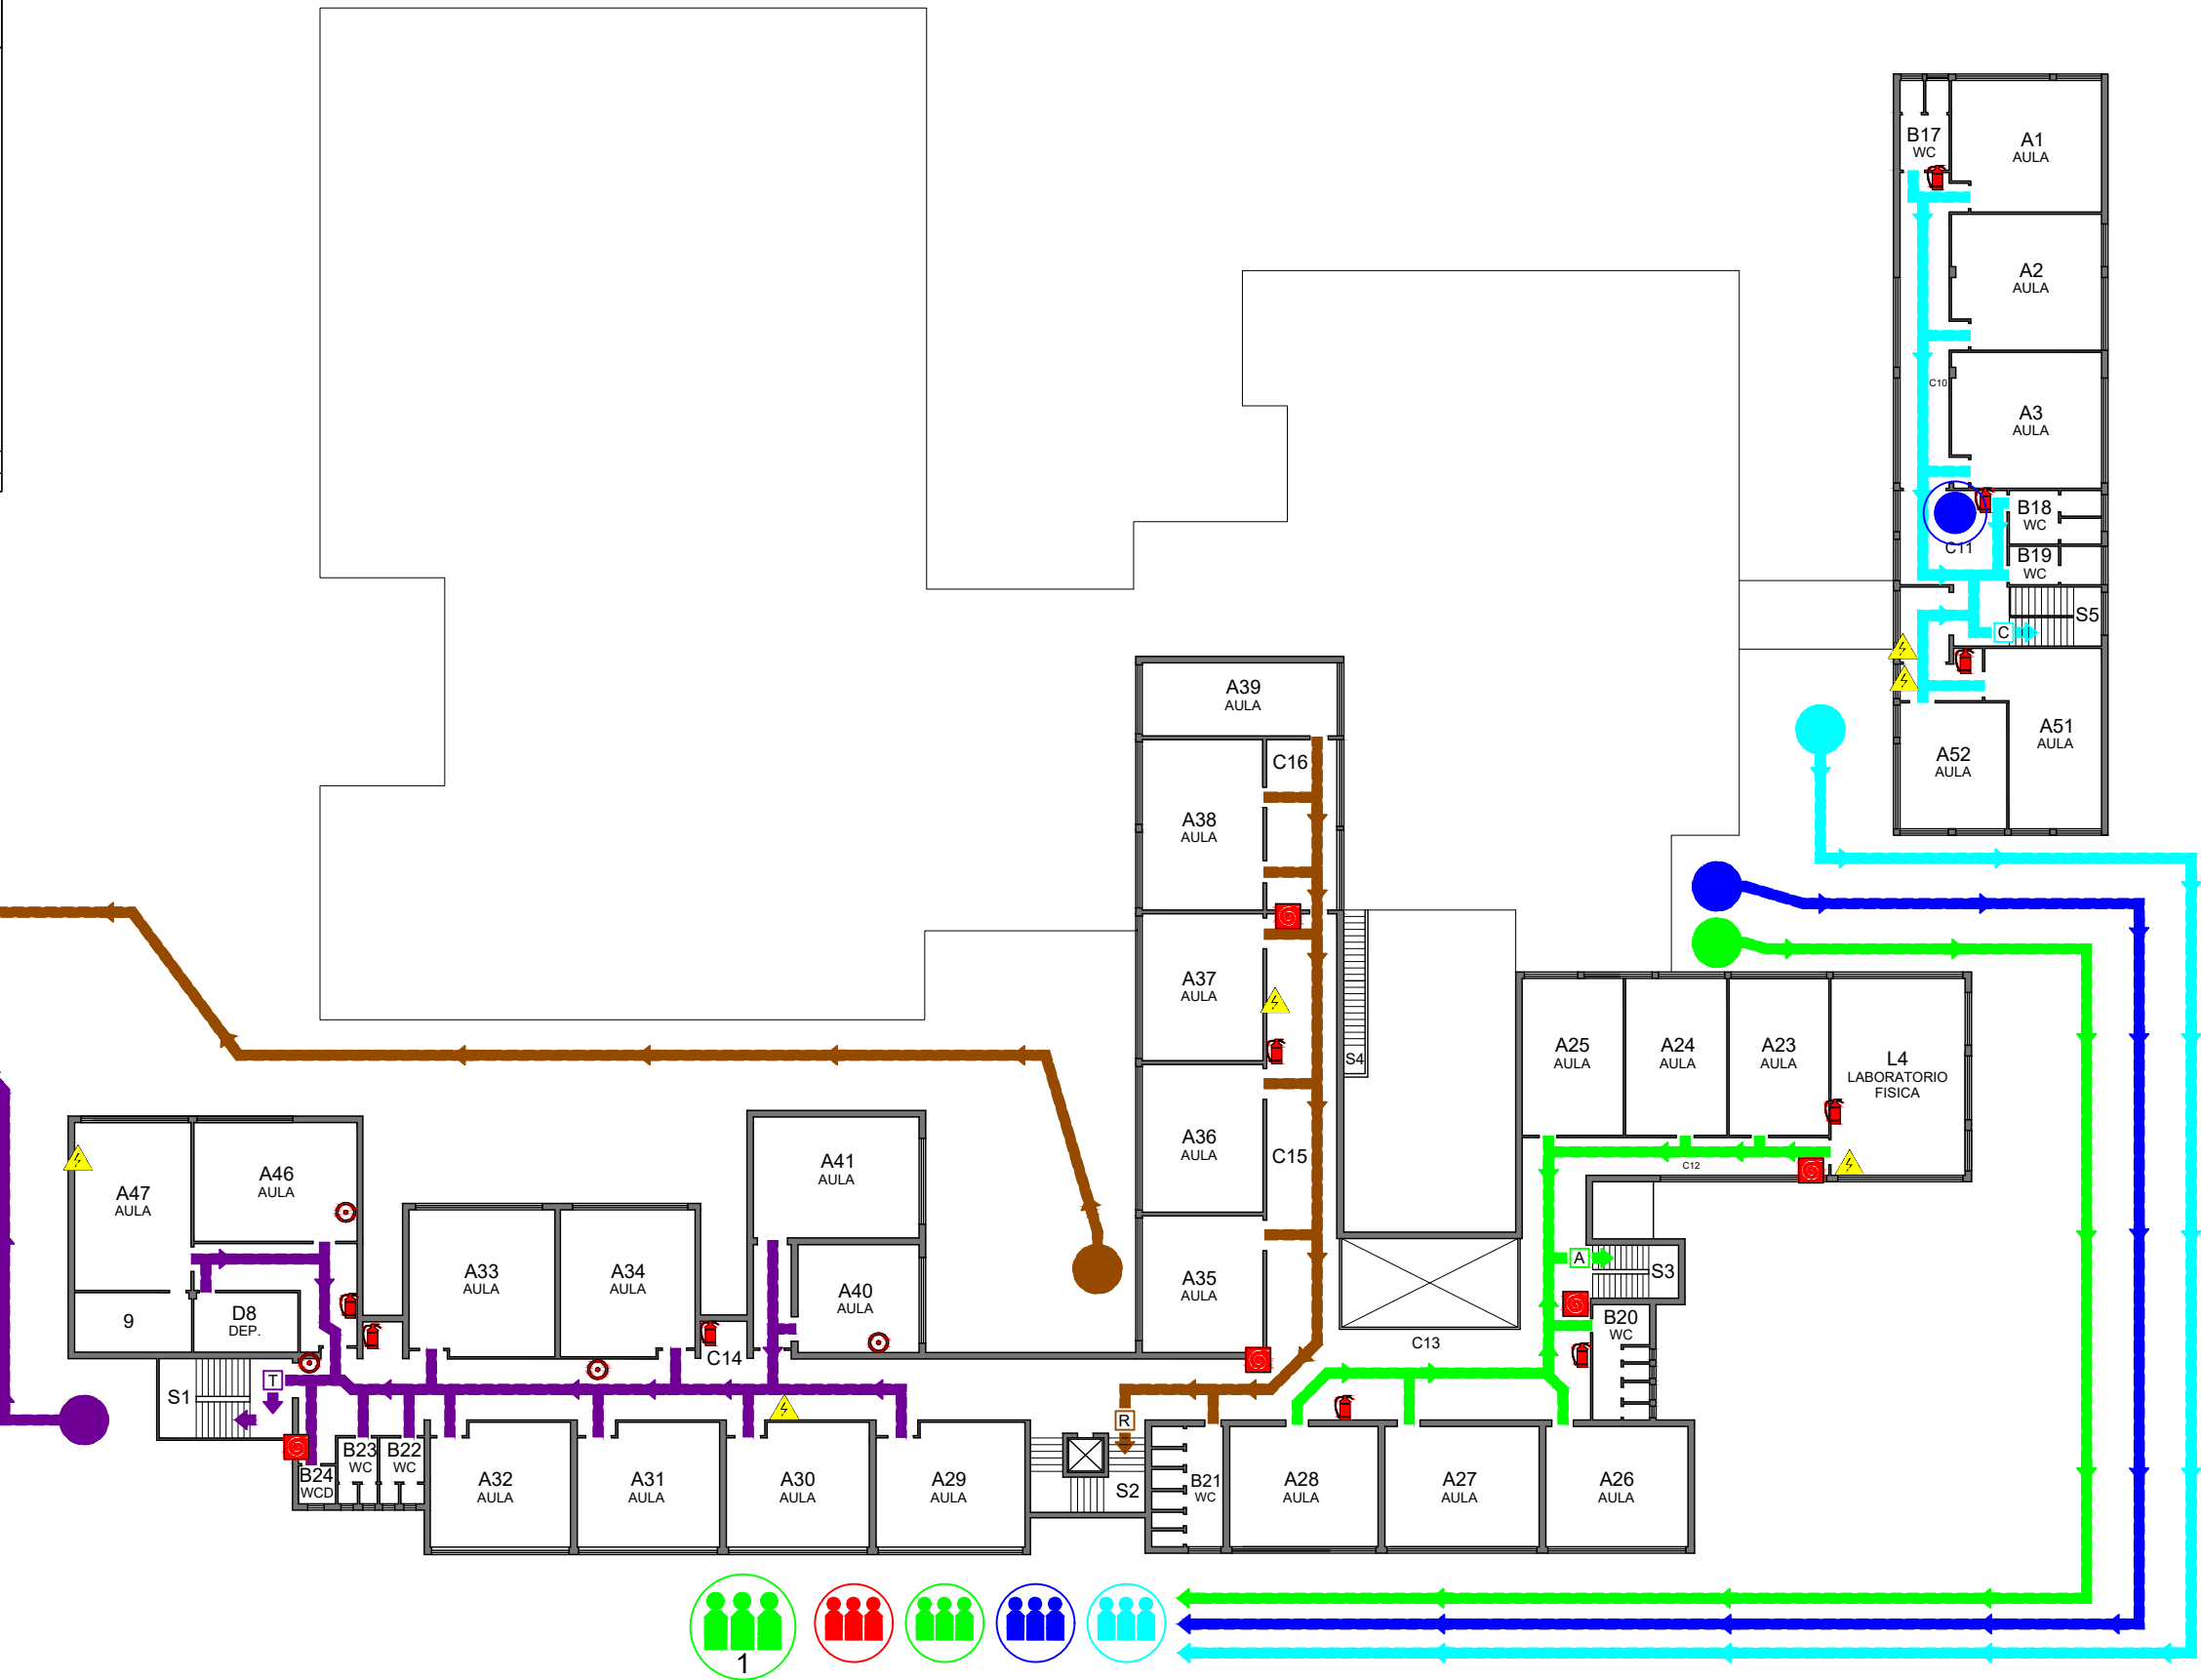 B17
WC
A1
AULA
A2
AULA
C10
A3
AULA
B18
WC
C11
B19
WC
S5
C
A39
AULA
A51
AULA
A52
AULA
C16
A38
AULA
A37
AULA
S4
A25
AULA
A24
AULA
A23
AULA
L4
LABORATORIO
FISICA
A36
AULA
C15
C12
A41
AULA
A46
AULA
A47
AULA
A33
AULA
A34
AULA
A40
AULA
A35
AULA
A
S3
9
D8
DEP.
B20
WC
C14
C13
S1
T
R
B24
WCD
B23
WC
B22
WC
A32
AULA
A31
AULA
A30
AULA
A29
AULA
S2
B21
WC
A28
AULA
A27
AULA
A26
AULA
1